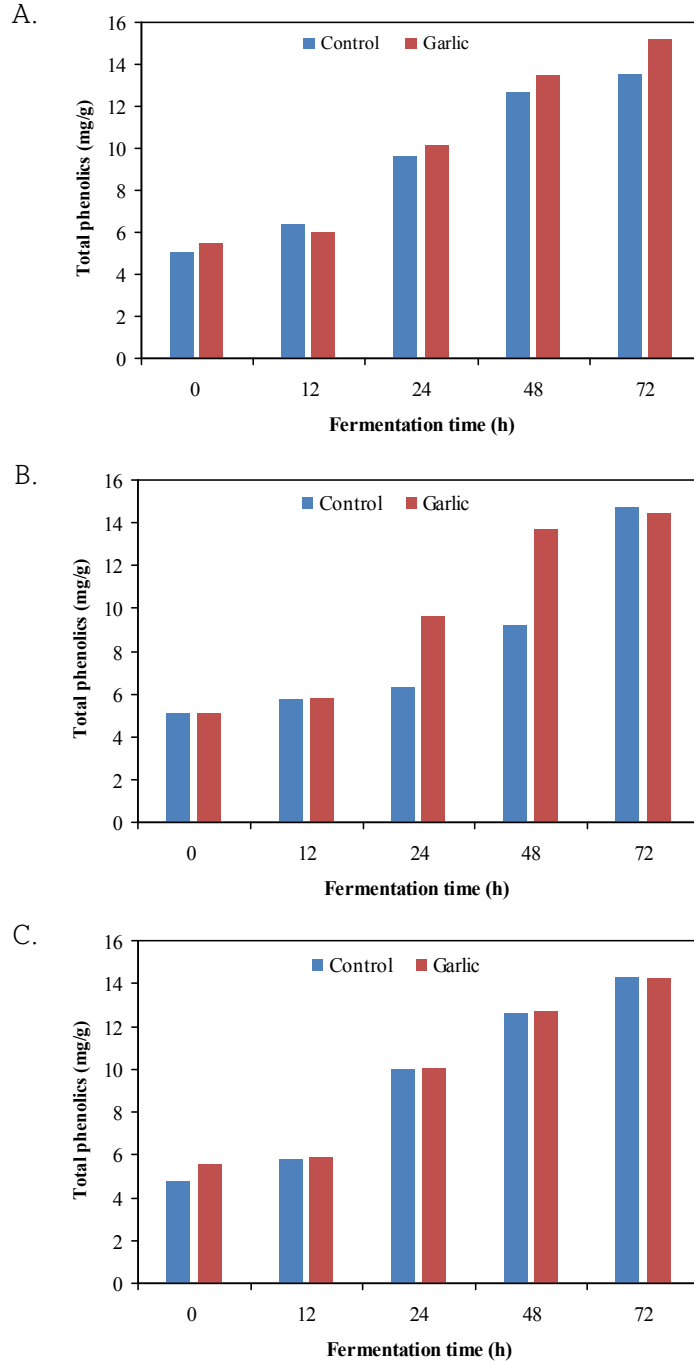 A.
16
Control Garlic
14
12
10
8
6
4
2
0
Total phenolics (mg/g)
0 12 24 48 72
Fermentation time (h)
B.
16
Control Garlic
14
12
10
8
6
4
2
0
Total phenolics (mg/g)
0 12 24 48 72
Fermentation time (h)
C.
16
Control Garlic
14
12
10
8
6
4
2
0
Total phenolics (mg/g)
0 12 24 48 72
Fermentation time (h)